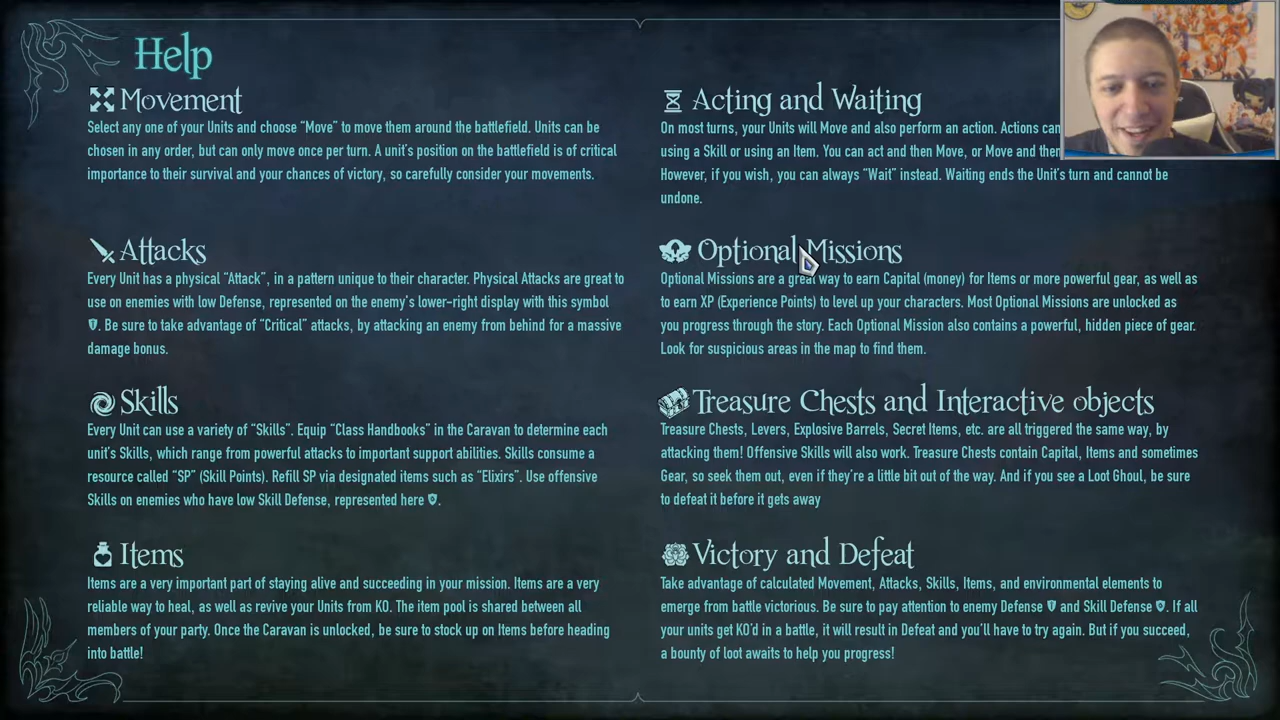 Help
Movement
Select any one of your Units and choose "Move" to move them around the battlefield. Units can be
chosen in any order, but can only move once per turn. A unit's position on the battlefield is of critical
importance to their survival and your chances of victory, so carefully consider your movements.
Attacks
Every Unit has a physical "Attack", in a pattern unique to their character. Physical Attacks are great to
use on enemies with low Defense, represented on the enemy's lower-right display with this symbol
. Be sure to take advantage of "Critical" attacks, by attacking an enemy from behind for a massive
damage bonus.
Skills
Every Unit can use a variety of "Skills". Equip "Class Handbooks" in the Caravan to determine each
unit's Skills, which range from powerful attacks to important support abilities. Skills consume a
resource called "SP" (Skill Points). Refill SP via designated items such as "Elixirs". Use offensive
Skills on enemies who have low Skill Defense, represented here .
Items
Items are a very important part of staying alive and succeeding in your mission. Items are a very
reliable way to heal, as well as revive your Units from KO. The item pool is shared between all
members of your party. Once the Caravan is unlocked, be sure to stock up on Items before heading
into battle!
Acting and Waiting
On most turns, your Units will Move and also perform an action. Actions can
using a Skill or using an Item. You can act and then Move, or Move and then
However, if you wish, you can always "Wait" instead. Waiting ends the Unit's turn and cannot be
undone.
Optional Missions
Optional Missions are a great way to earn Capital (money) for Items or more powerful gear, as well as
to earn XP (Experience Points) to level up your characters. Most Optional Missions are unlocked as
you progress through the story. Each Optional Mission also contains a powerful, hidden piece of gear.
Look for suspicious areas in the map to find them.
Treasure Chests and Interactive objects
Treasure Chests, Levers, Explosive Barrels, Secret Items, etc. are all triggered the same way, by
attacking them! Offensive Skills will also work. Treasure Chests contain Capital, Items and sometimes
Gear, so seek them out, even if they're a little bit out of the way. And if you see a Loot Ghoul, be sure
to defeat it before it gets away
Victory and Defeat
Take advantage of calculated Movement, Attacks, Skills, Items, and environmental elements to
emerge from battle victorious. Be sure to pay attention to enemy Defense and Skill Defense . If all
your units get KO'd in a battle, it will result in Defeat and you'll have to try again. But if you succeed,
a bounty of loot awaits to help you progress!